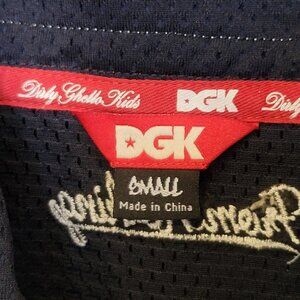 Dirty Ghetto Kids DGK Dirty
DGK
SMALL
Made in China